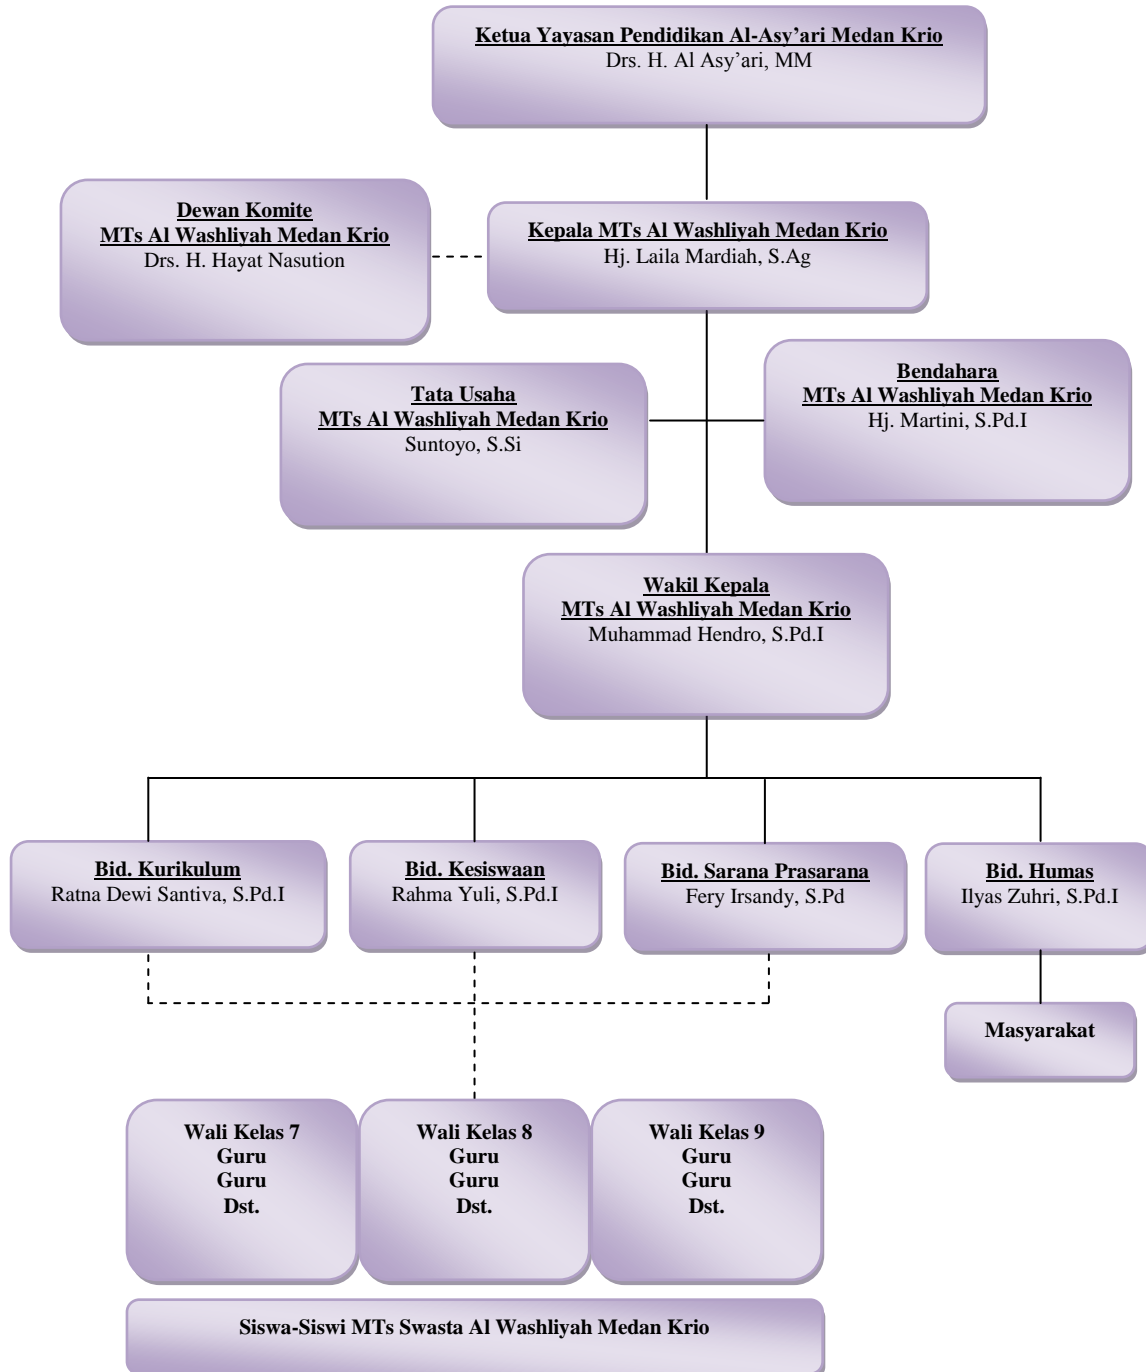 Ketua Yayasan Pendidikan Al-Asy’ari Medan Krio
Drs. H. Al Asy’ari, MM
Dewan Komite
MTs Al Washliyah Medan Krio
Drs. H. Hayat Nasution
Kepala MTs Al Washliyah Medan Krio
Hj. Laila Mardiah, S.Ag
Tata Usaha
MTs Al Washliyah Medan Krio
Suntoyo, S.Si
Bendahara
MTs Al Washliyah Medan Krio
Hj. Martini, S.Pd.I
Wakil Kepala
MTs Al Washliyah Medan Krio
Muhammad Hendro, S.Pd.I
Bid. Kurikulum
Ratna Dewi Santiva, S.Pd.I
Bid. Kesiswaan
Rahma Yuli, S.Pd.I
Bid. Sarana Prasarana
Fery Irsandy, S.Pd
Bid. Humas
Ilyas Zuhri, S.Pd.I
Masyarakat
Wali Kelas 7
Guru
Guru
Dst.
Wali Kelas 8
Guru
Guru
Dst.
Wali Kelas 9
Guru
Guru
Dst.
Siswa-Siswi MTs Swasta Al Washliyah Medan Krio